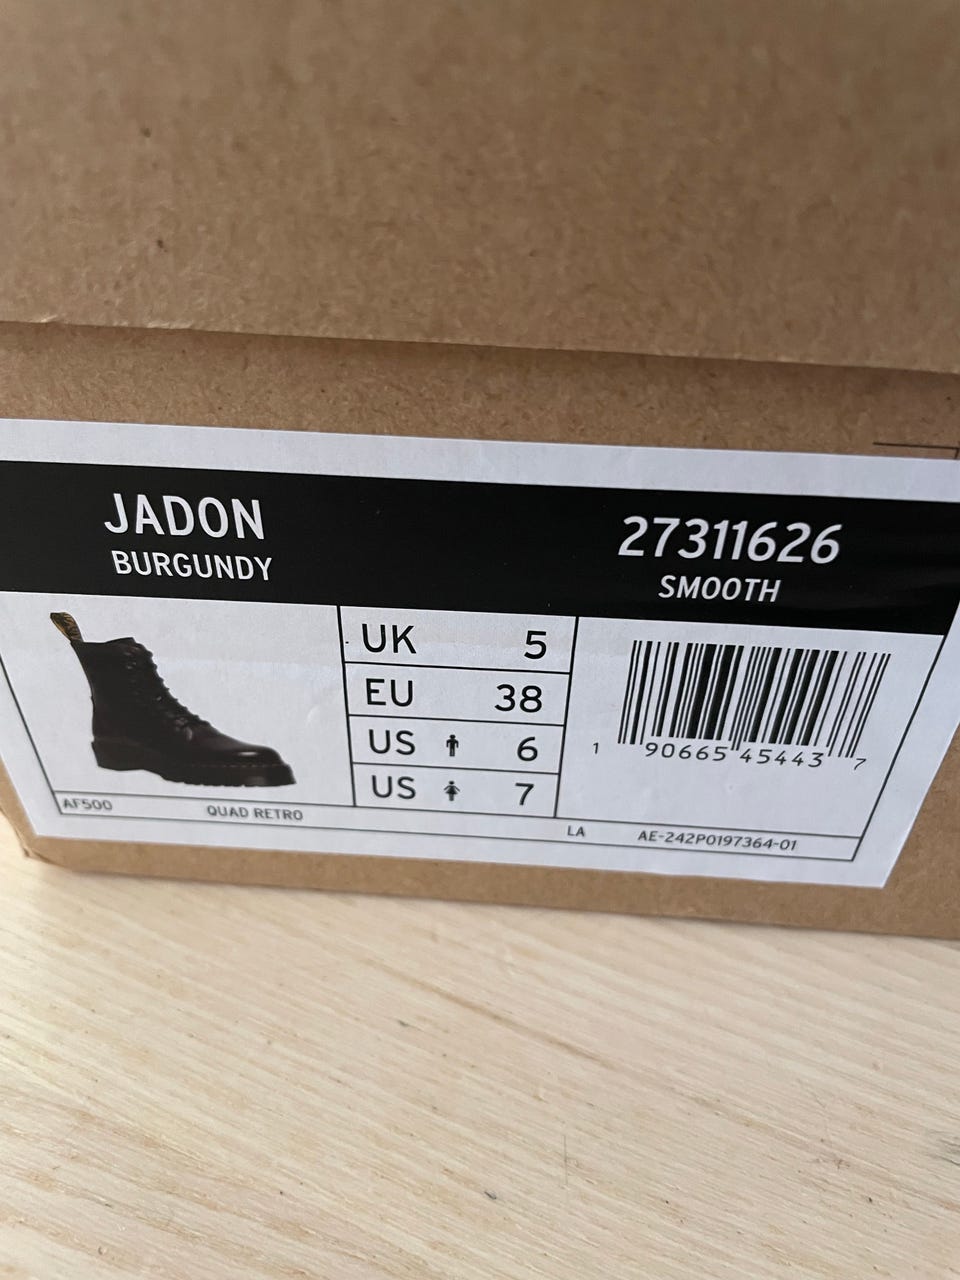 JADON
BURGUNDY
27311626
SMOOTH
UK 5
EU 38
US 6
US 7
1 90665 45443 7
AF500
QUAD RETRO
LA
AE-242P0197364-01